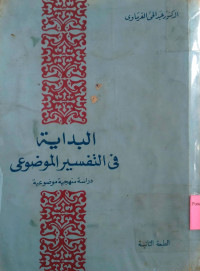 الدكتور عبد الحي الفرماوي
البداية
في التفسير الموضوعي
دراسة منهجية موضوعية
الطبعة الثانية